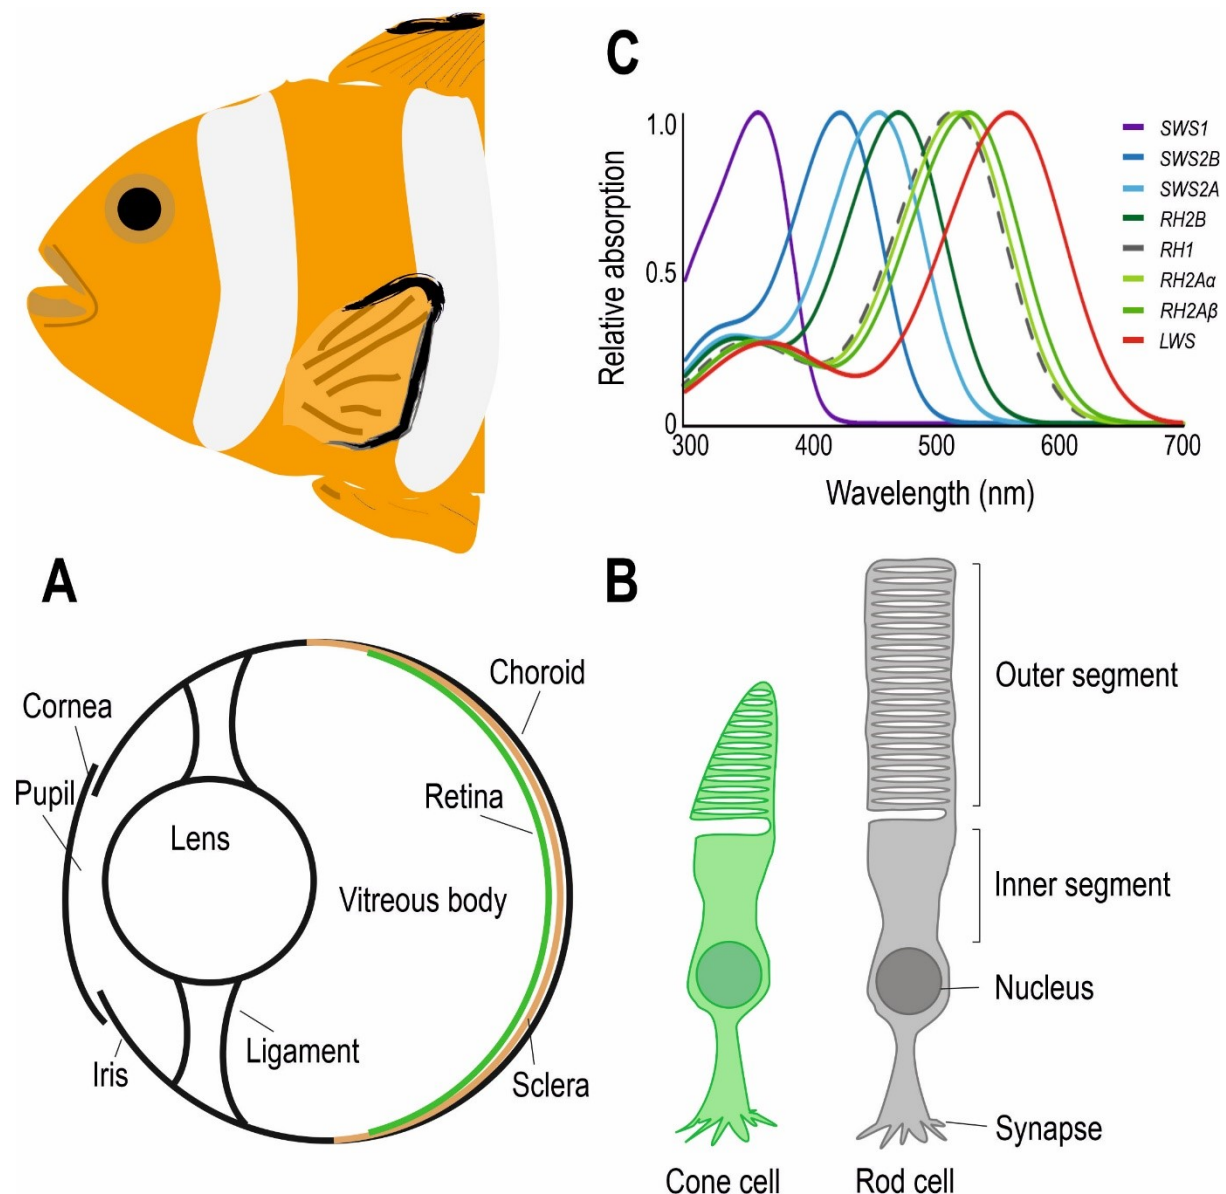 C
1.0
0.5
0
Relative absorption
300
400
500
600
700
Wavelength (nm)
SWS1
SWS2B
SWS2A
RH2B
RH1
RH2Aα
RH2Aβ
LWS
A
Cornea
Pupil
Lens
Choroid
Retina
Vitreous body
Iris
Ligament
Sclera
B
Outer segment
Inner segment
Nucleus
Synapse
Cone cell
Rod cell